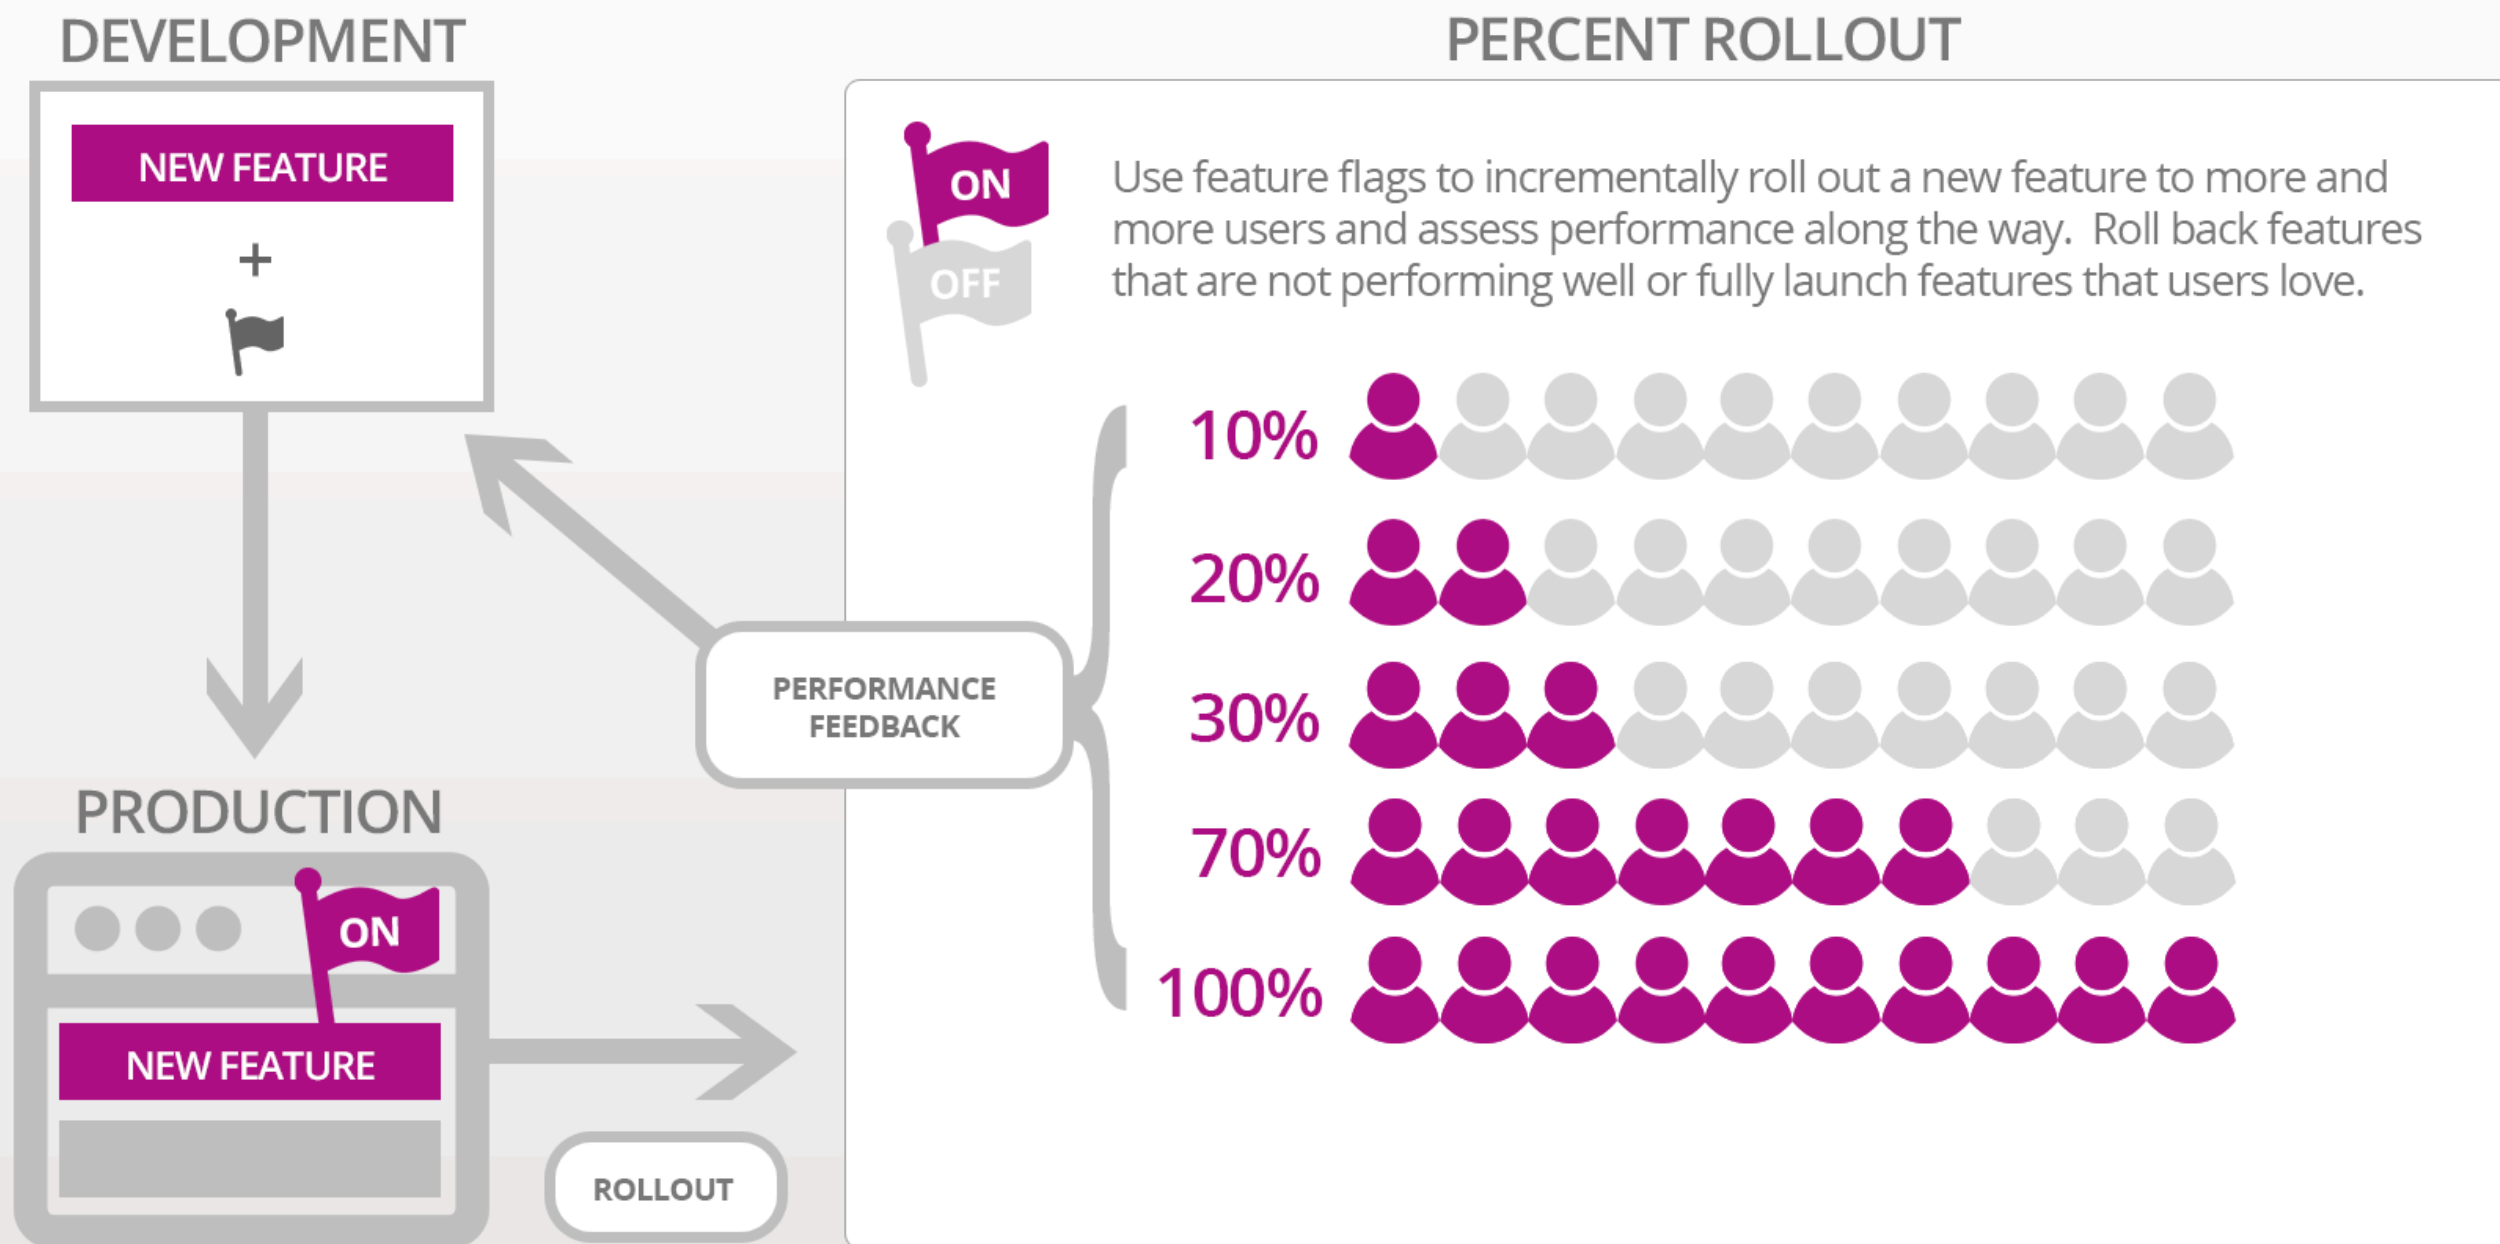 DEVELOPMENT
NEW FEATURE
+
PRODUCTION
ON
NEW FEATURE
ROLLOUT
PERFORMANCE
FEEDBACK
PERCENT ROLLOUT
ON
OFF
Use feature flags to incrementally roll out a new feature to more and
more users and assess performance along the way.  Roll back features
that are not performing well or fully launch features that users love.
10%
20%
30%
70%
100%